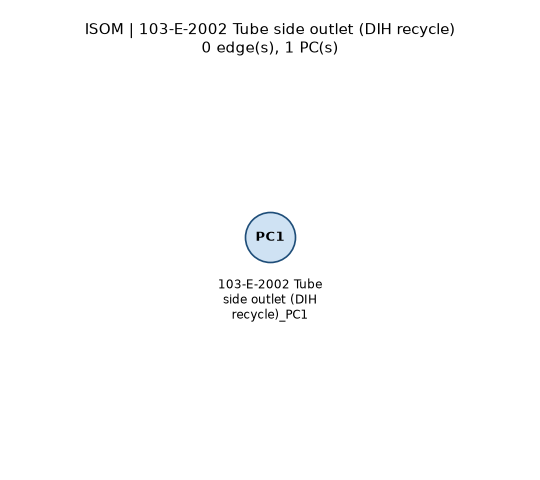 ISOM | 103-E-2002 Tube side outlet (DIH recycle)
0 edge(s), 1 PC(s)
PC1
103-E-2002 Tube
side outlet (DIH
recycle)_PC1